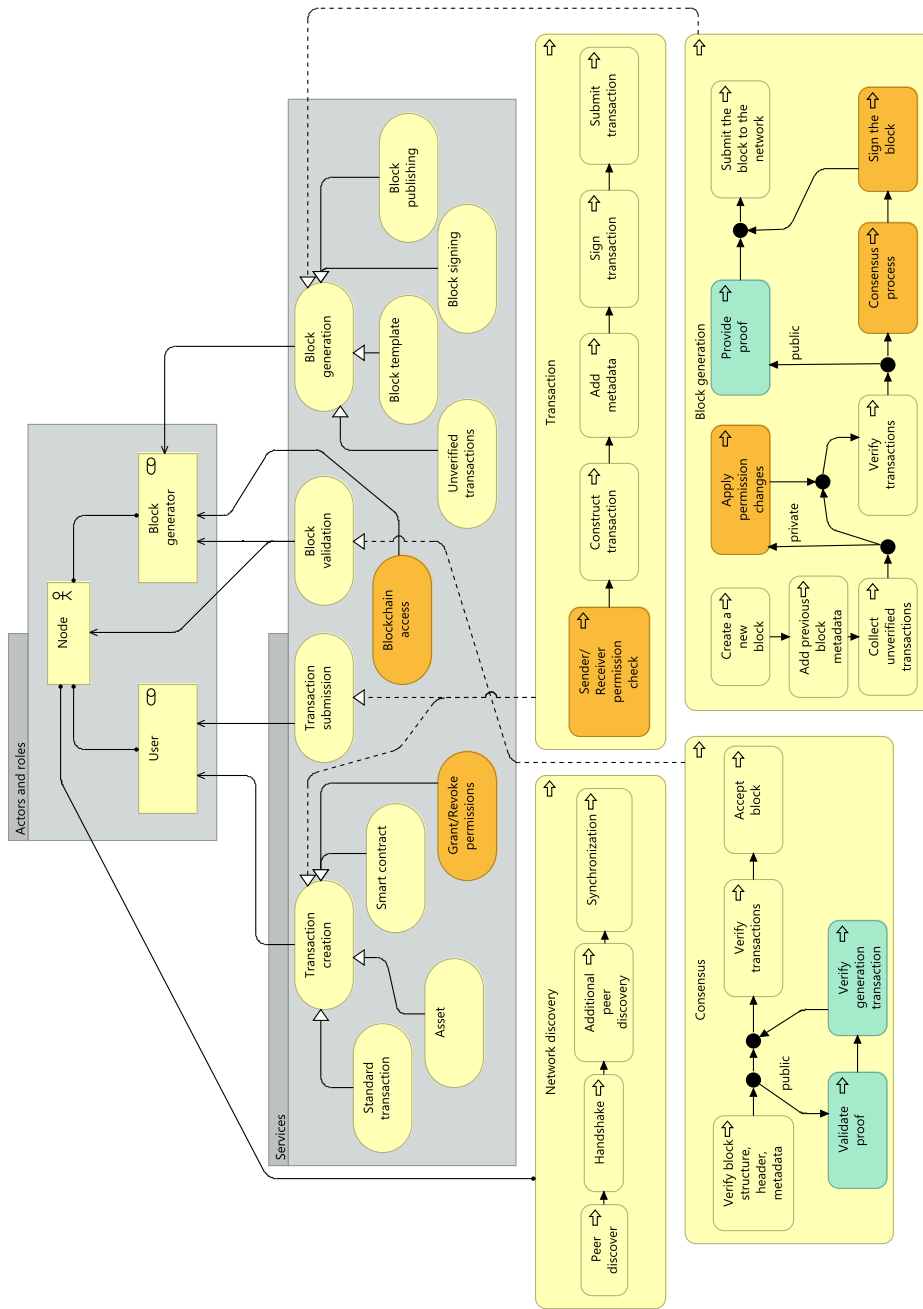 Actors and roles
Node
User
Block
generator
Services
Transaction
creation
Transaction
submission
Block
validation
Block
generation
Standard
transaction
Asset
Smart contract
Grant/Revoke
permissions
Blockchain
access
Unverified
transactions
Block template
Block signing
Block
publishing
Network discovery
Peer
discover
Handshake
Additional
peer
discovery
Synchronization
Transaction
Sender/
Receiver
permission
check
Construct
transaction
Add
metadata
Sign
transaction
Submit
transaction
Consensus
Verify block
structure,
header,
metadata
public
Validate
proof
Verify
generation
transaction
Verify
transactions
Accept
block
Block generation
Create a
new
block
Add previous
block
metadata
Collect
unverified
transactions
private
Apply
permission
changes
Verify
transactions
public
Provide
proof
Consensus
process
Sign the
block
Submit the
block to the
network